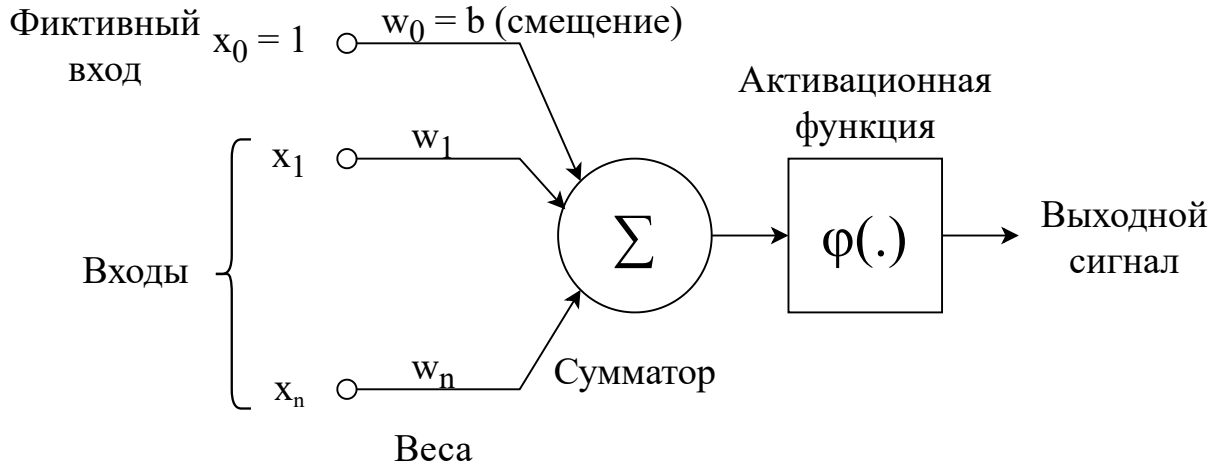 Фиктивный
вход
x₀ = 1
w₀ = b (смещение)
Активационная
функция
x₁
w₁
Входы
∑
φ(.)
Выходной
сигнал
xₙ
wₙ
Сумматор
Веса